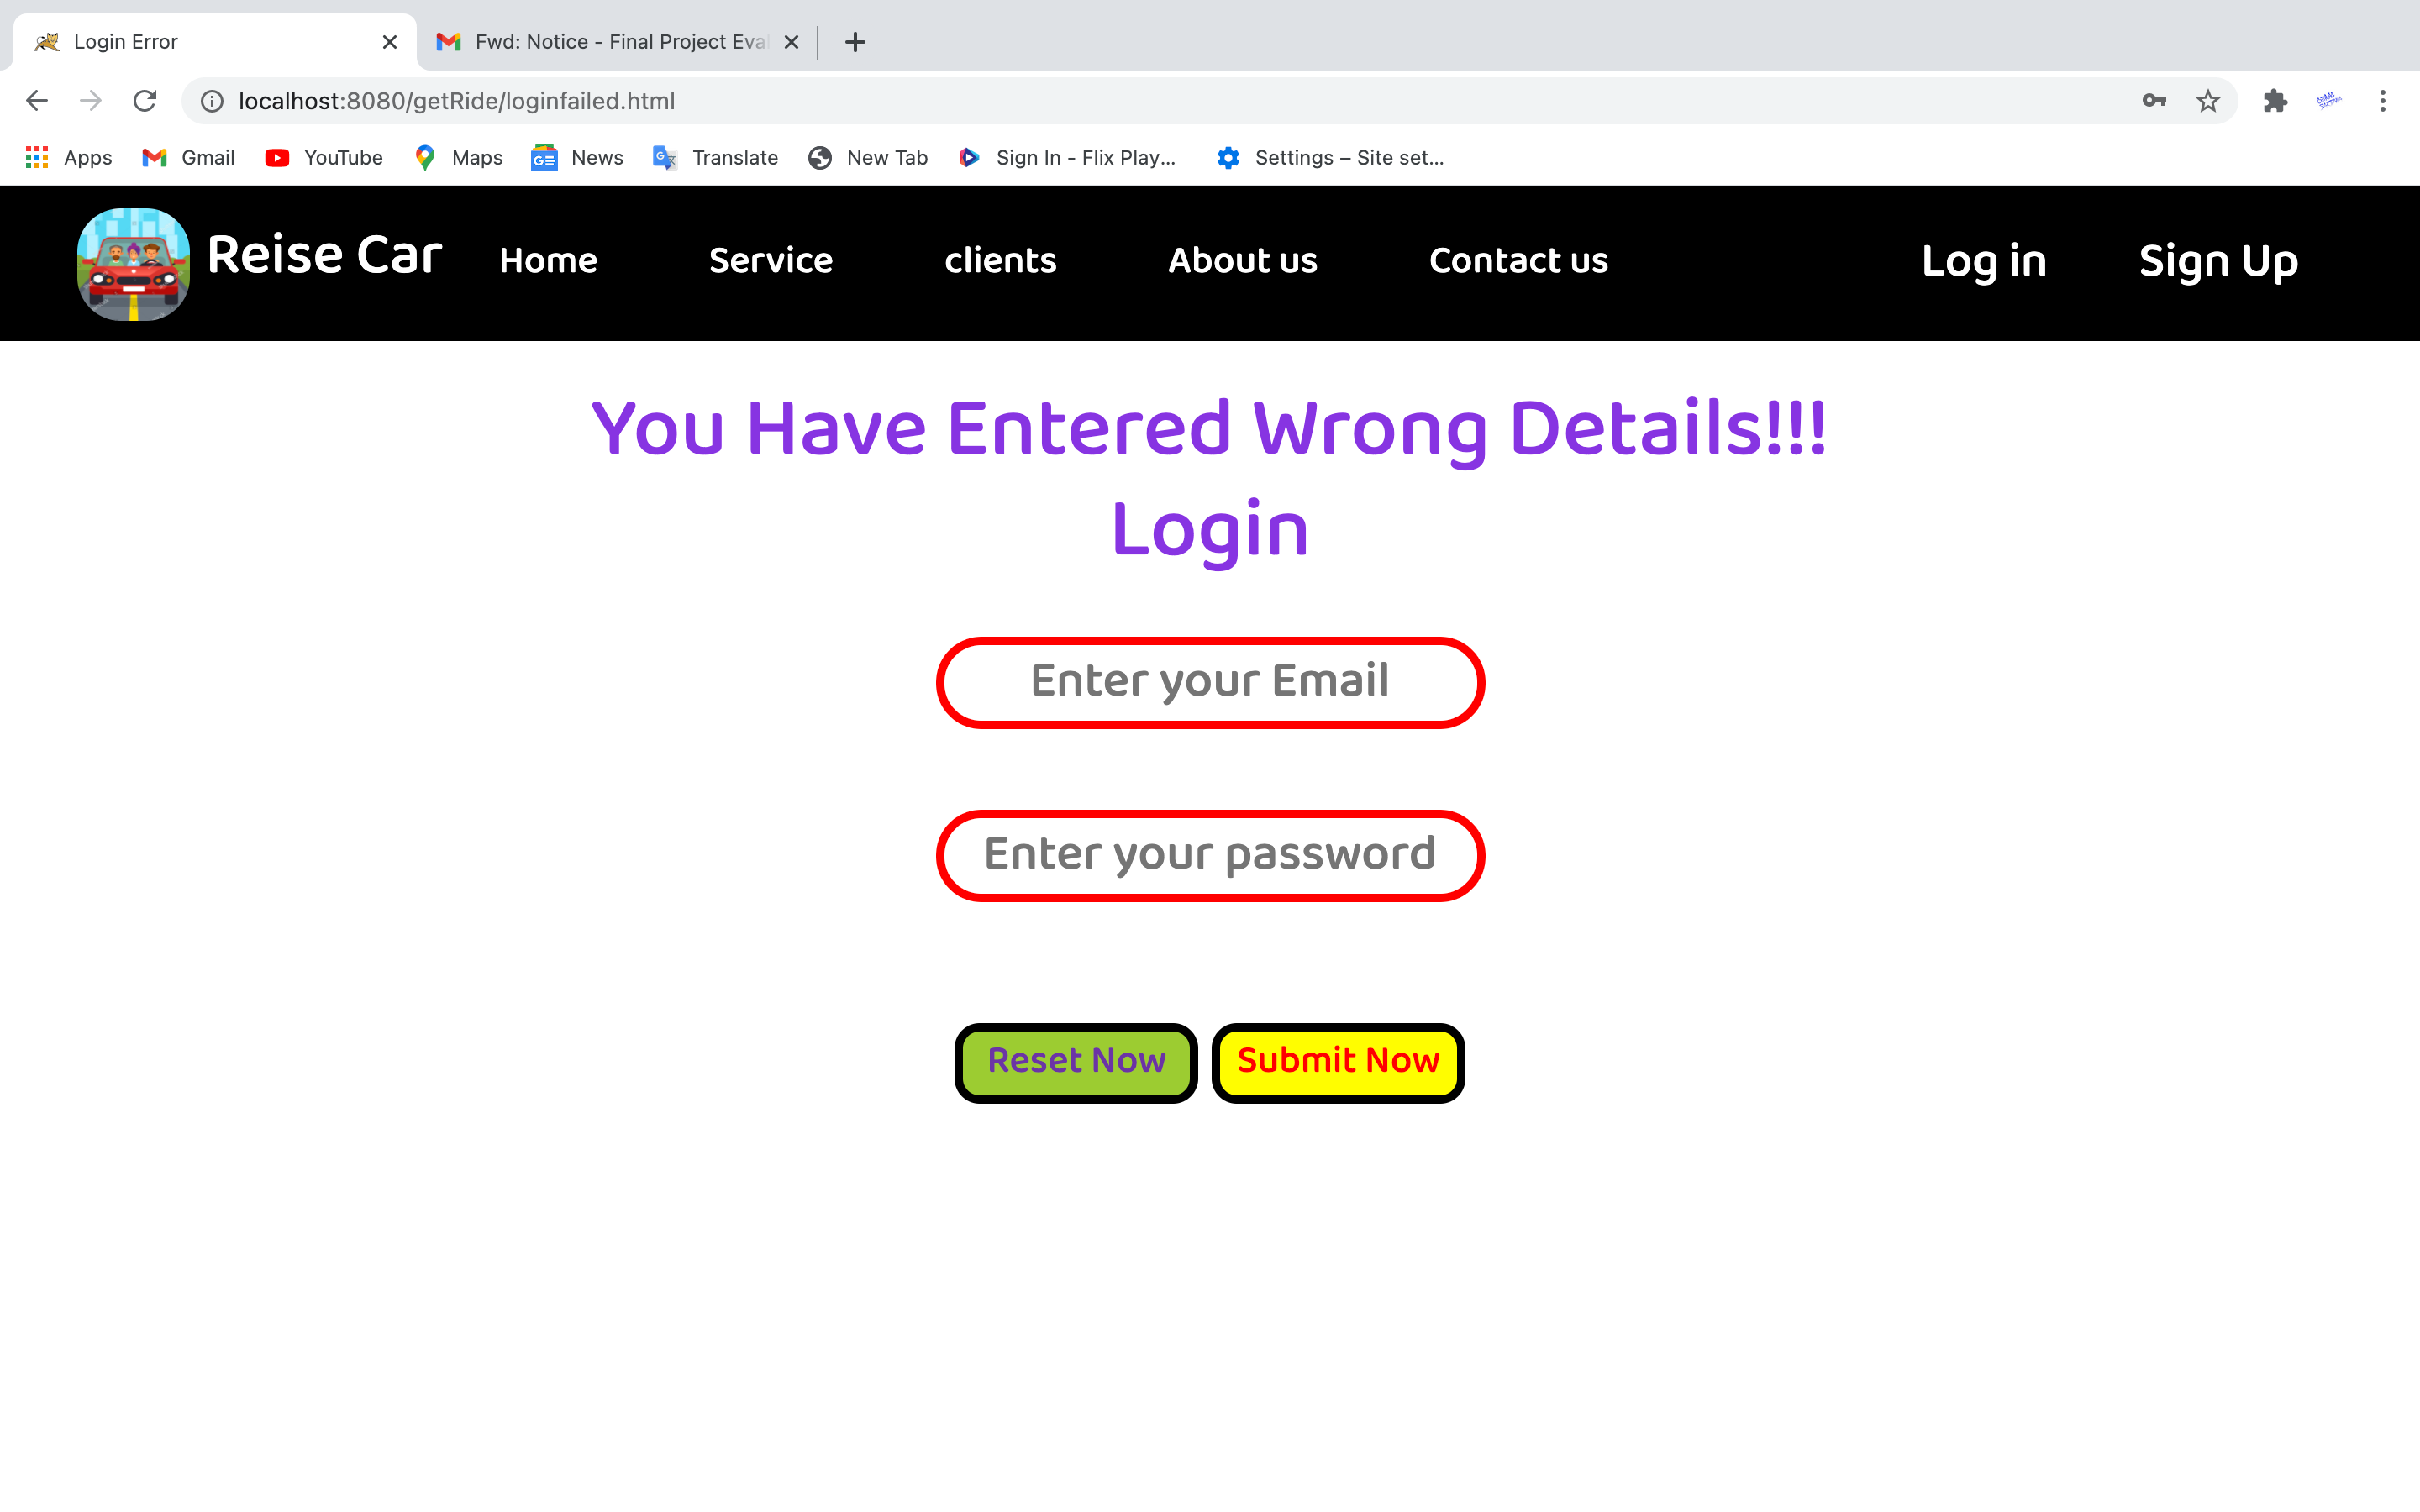 Login Error
Fwd: Notice - Final Project Eval
localhost:8080/getRide/loginfailed.html
Apps Gmail YouTube Maps News Translate New Tab Sign In - Flix Play... Settings – Site set...
Reise Car Home Service clients About us Contact us Log in Sign Up
You Have Entered Wrong Details!!!
Login
Enter your Email
Enter your password
Reset Now Submit Now